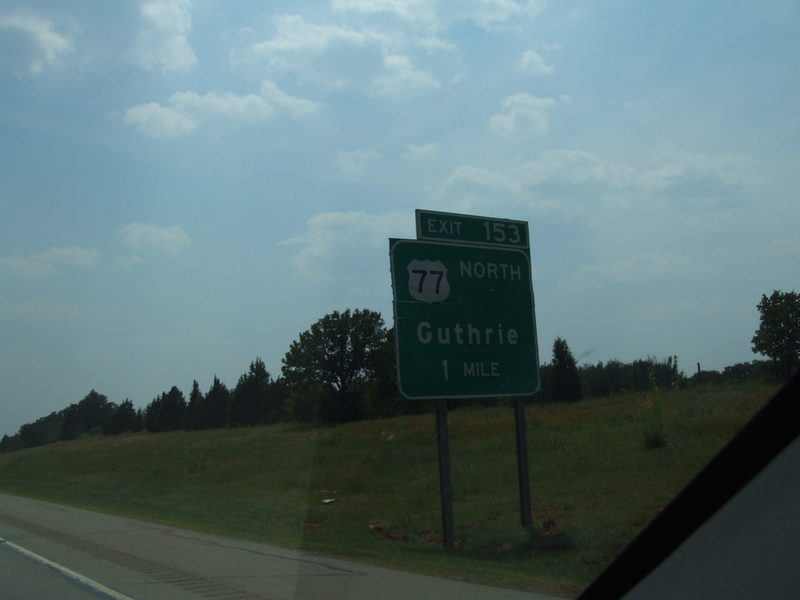 EXIT 153
77 NORTH
Guthrie
1 MILE